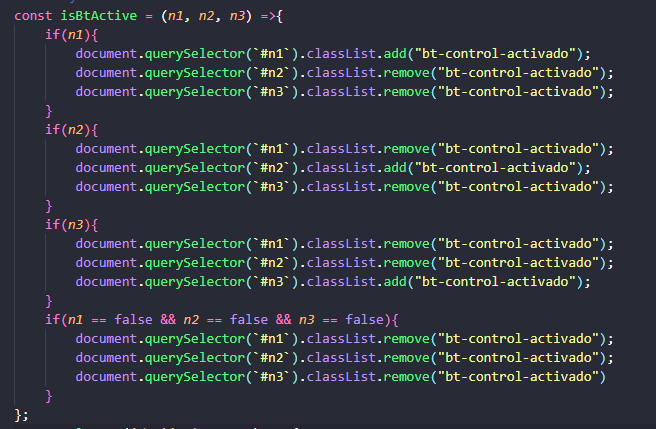 const isBtActive = (n1, n2, n3) =>{
if(n1){
document.querySelector(`#n1`).classList.add("bt-control-activado");
document.querySelector(`#n2`).classList.remove("bt-control-activado");
document.querySelector(`#n3`).classList.remove("bt-control-activado");
}
if(n2){
document.querySelector(`#n1`).classList.remove("bt-control-activado");
document.querySelector(`#n2`).classList.add("bt-control-activado");
document.querySelector(`#n3`).classList.remove("bt-control-activado");
}
if(n3){
document.querySelector(`#n1`).classList.remove("bt-control-activado");
document.querySelector(`#n2`).classList.remove("bt-control-activado");
document.querySelector(`#n3`).classList.add("bt-control-activado");
}
if(n1 == false && n2 == false && n3 == false){
document.querySelector(`#n1`).classList.remove("bt-control-activado");
document.querySelector(`#n2`).classList.remove("bt-control-activado");
document.querySelector(`#n3`).classList.remove("bt-control-activado")
}
};